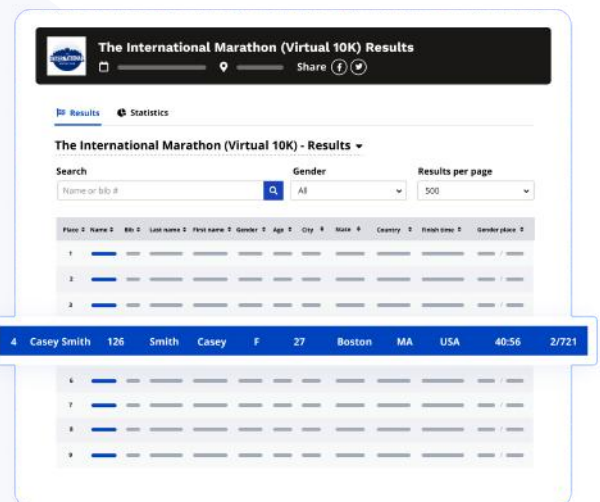 The International Marathon (Virtual 10K) Results
Share
Results Statistics
The International Marathon (Virtual 10K) - Results
Search Gender Results per page
Name or bib # All 500
Place Name Bib Last name First name Gender Age City State Country Finish time Gender place
1 /
2 /
3 /
4 Casey Smith 126 Smith Casey F 27 Boston MA USA 40:56 2/721
6 /
7 /
8 /
9 /